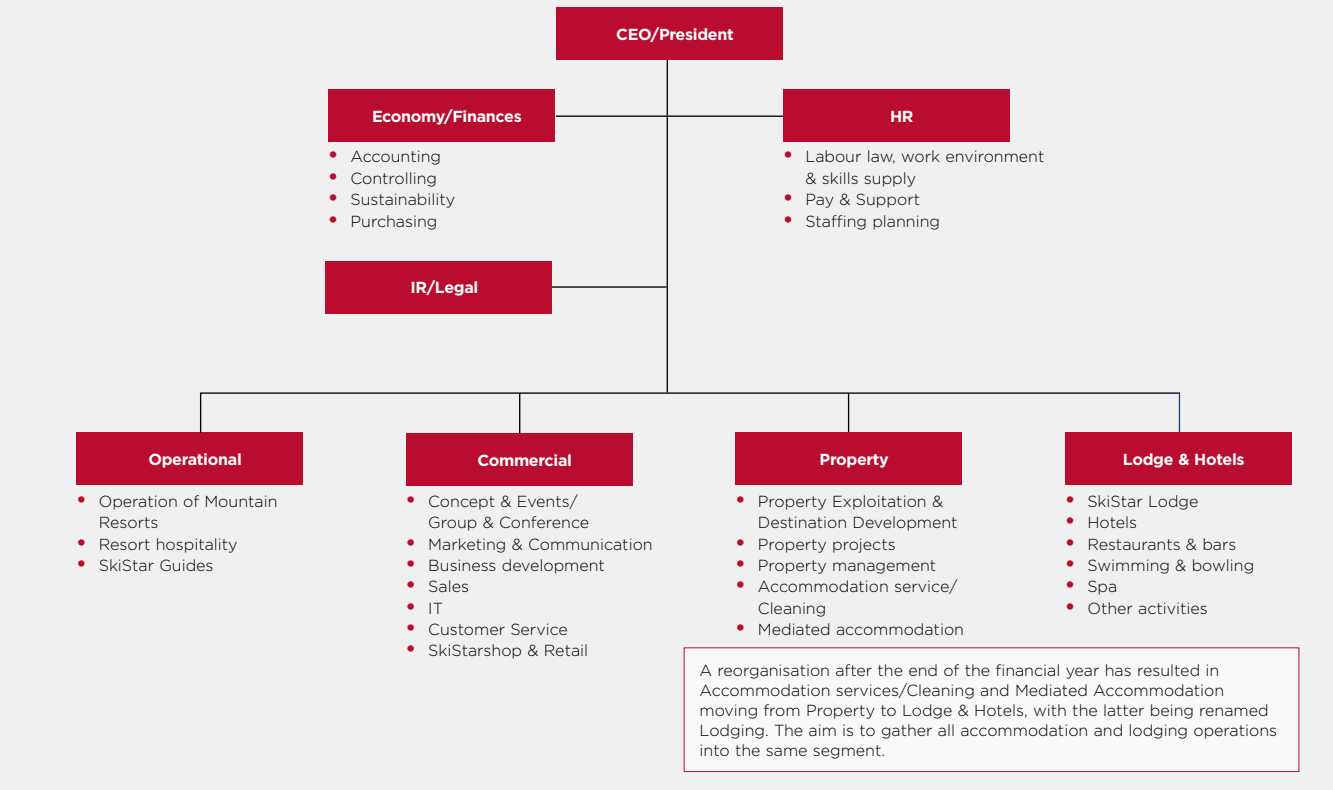 CEO/President
Economy/Finances
• Accounting
• Controlling
• Sustainability
• Purchasing
HR
• Labour law, work environment
& skills supply
• Pay & Support
• Staffing planning
IR/Legal
Operational
• Operation of Mountain
Resorts
• Resort hospitality
• SkiStar Guides
Commercial
• Concept & Events/
Group & Conference
• Marketing & Communication
• Business development
• Sales
• IT
• Customer Service
• SkiStarshop & Retail
Property
• Property Exploitation &
Destination Development
• Property projects
• Property management
• Accommodation service/
Cleaning
• Mediated accommodation
Lodge & Hotels
• SkiStar Lodge
• Hotels
• Restaurants & bars
• Swimming & bowling
• Spa
• Other activities
A reorganisation after the end of the financial year has resulted in
Accommodation services/Cleaning and Mediated Accommodation
moving from Property to Lodge & Hotels, with the latter being renamed
Lodging. The aim is to gather all accommodation and lodging operations
into the same segment.